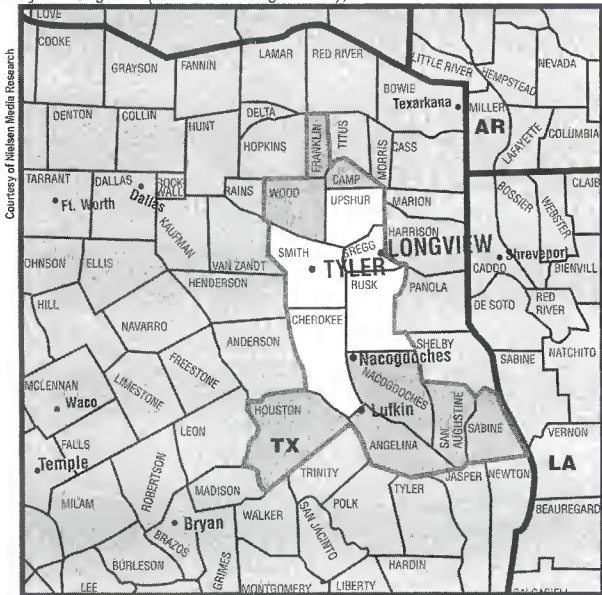 Courtesy of Nielsen Media Research
LOVE
COOKE
GRAYSON
FANNIN
LAMAR
RED RIVER
LITTLE RIVER
HEMPSTEAD
NEVADA
BOWIE
Texarkana
MILLER
AR
LAFAYETTE
COLUMBIA
DENTON
COLLIN
HUNT
DELTA
HOPKINS
FRANKLIN
TITUS
MORRIS
CASS
TARRANT
DALLAS
ROCK
WALL
RAINS
WOOD
CAMP
UPSHUR
MARION
BOSSIER
WEBSTER
CLAIB
Ft. Worth
Dallas
KAUFMAN
VAN ZANDT
SMITH
GREGG
HARRISON
LONGVIEW
TYLER
CADDO
Shreveport
BIENVILL
OHNSON
ELLIS
HENDERSON
RUSK
PANOLA
DE SOTO
RED
RIVER
HILL
NAVARRO
ANDERSON
CHEROKEE
SHELBY
Nacogdoches
SABINE
NATCHITO
MCLENNAN
Waco
LIMESTONE
FREESTONE
HOUSTON
NACOGDOCHES
Lufkin
SAN
AUGUSTINE
SABINE
VERNON
FALLS
Temple
LEON
TX
ANGELINA
LA
ROBERTSON
MADISON
TRINITY
JASPER
NEWTON
MILAM
Bryan
WALKER
POLK
TYLER
BEAUREGARD
BRAZOS
SAN JACINTO
BURLESON
GRIMES
HARDIN
LEE
MONTGOMERY
LIBERTY